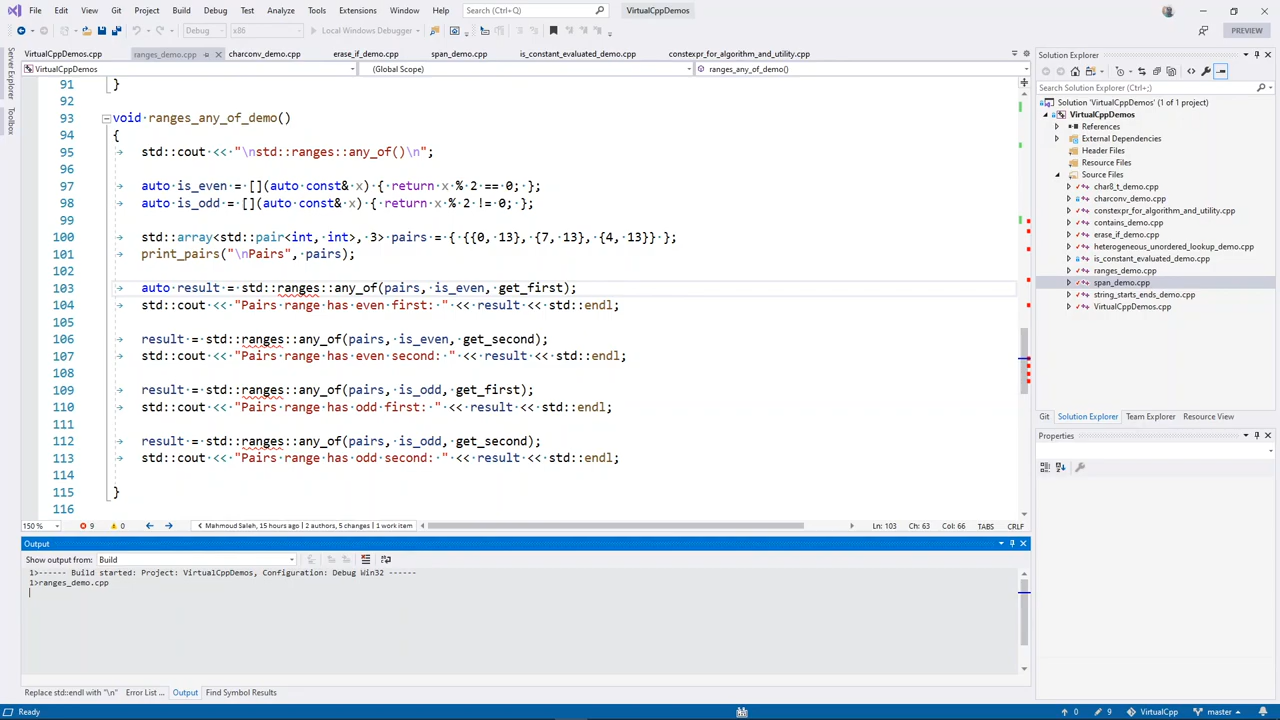 File Edit View Git Project Build Debug Test Analyze Tools Extensions Window Help Search (Ctrl+Q) VirtualCppDemos
Debug x86 Local Windows Debugger PREVIEW
VirtualCppDemos.cpp ranges_demo.cpp charconv_demo.cpp erase_if_demo.cpp span_demo.cpp is_constant_evaluated_demo.cpp constexpr_for_algorithm_and_utility.cpp
VirtualCppDemos (Global Scope) ranges_any_of_demo()
Server Explorer
Toolbox
91 }
92
93 void ranges_any_of_demo()
94 {
95 std::cout << "\nstd::ranges::any_of()\n";
96
97 auto is_even = [](auto const& x) { return x % 2 == 0; };
98 auto is_odd = [](auto const& x) { return x % 2 != 0; };
99
100 std::array<std::pair<int, int>, 3> pairs = { {{0, 13}, {7, 13}, {4, 13}} };
101 print_pairs("\nPairs", pairs);
102
103 auto result = std::ranges::any_of(pairs, is_even, get_first);
104 std::cout << "Pairs range has even first: " << result << std::endl;
105
106 result = std::ranges::any_of(pairs, is_even, get_second);
107 std::cout << "Pairs range has even second: " << result << std::endl;
108
109 result = std::ranges::any_of(pairs, is_odd, get_first);
110 std::cout << "Pairs range has odd first: " << result << std::endl;
111
112 result = std::ranges::any_of(pairs, is_odd, get_second);
113 std::cout << "Pairs range has odd second: " << result << std::endl;
114
115 }
116
150 % 9 0 Mahmoud Saleh, 15 hours ago | 2 authors, 5 changes | 1 work item Ln: 103 Ch: 63 Col: 66 TABS CRLF
Output
Show output from: Build
1>------ Build started: Project: VirtualCppDemos, Configuration: Debug Win32 ------
1>ranges_demo.cpp
Replace std::endl with "\n" Error List ... Output Find Symbol Results
Solution Explorer
Search Solution Explorer (Ctrl+;)
Solution 'VirtualCppDemos' (1 of 1 project)
VirtualCppDemos
References
External Dependencies
Header Files
Resource Files
Source Files
char8_t_demo.cpp
charconv_demo.cpp
constexpr_for_algorithm_and_utility.cpp
contains_demo.cpp
erase_if_demo.cpp
heterogeneous_unordered_lookup_demo.cpp
is_constant_evaluated_demo.cpp
ranges_demo.cpp
span_demo.cpp
string_starts_ends_demo.cpp
VirtualCppDemos.cpp
Git Solution Explorer Team Explorer Resource View
Properties
Ready 0 9 VirtualCpp master